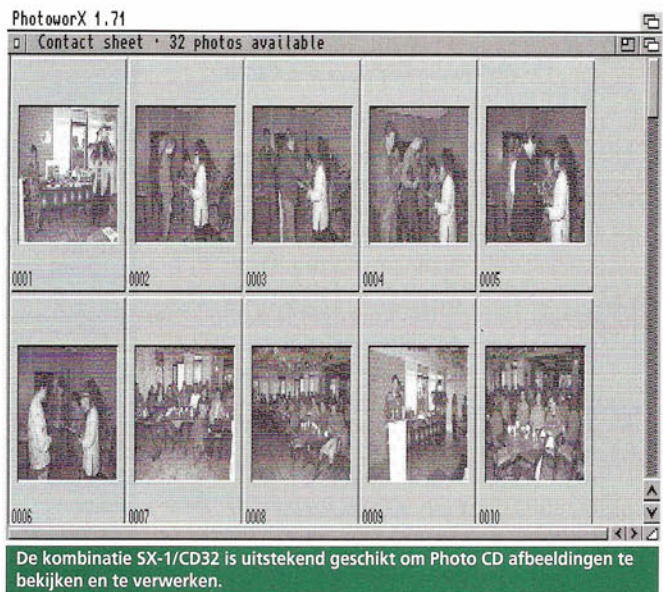 PhotoworX 1.71
Contact sheet · 32 photos available
0001 0002 0003 0004 0005
0006 0007 0008 0009 0010
De kombinatie SX-1/CD32 is uitstekend geschikt om Photo CD afbeeldingen te
bekijken en te verwerken.